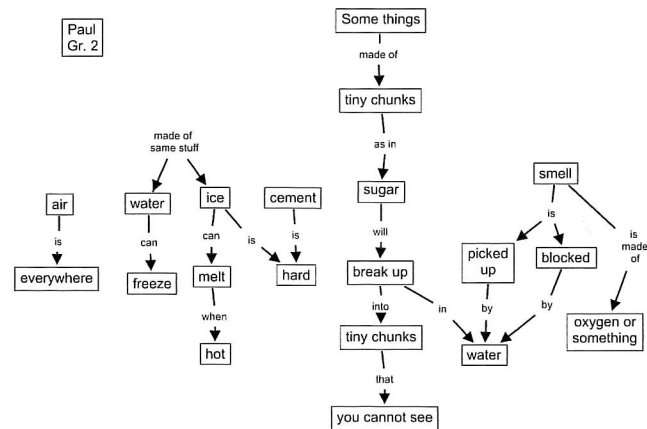 Paul
Gr. 2
Some things
made of
tiny chunks
as in
sugar
will
break up
into
in
tiny chunks
that
you cannot see
made of
same stuff
water
ice
can
freeze
can
is
melt
when
hot
cement
is
hard
air
is
everywhere
smell
is
is
made
of
picked
up
blocked
by
by
water
oxygen or
something